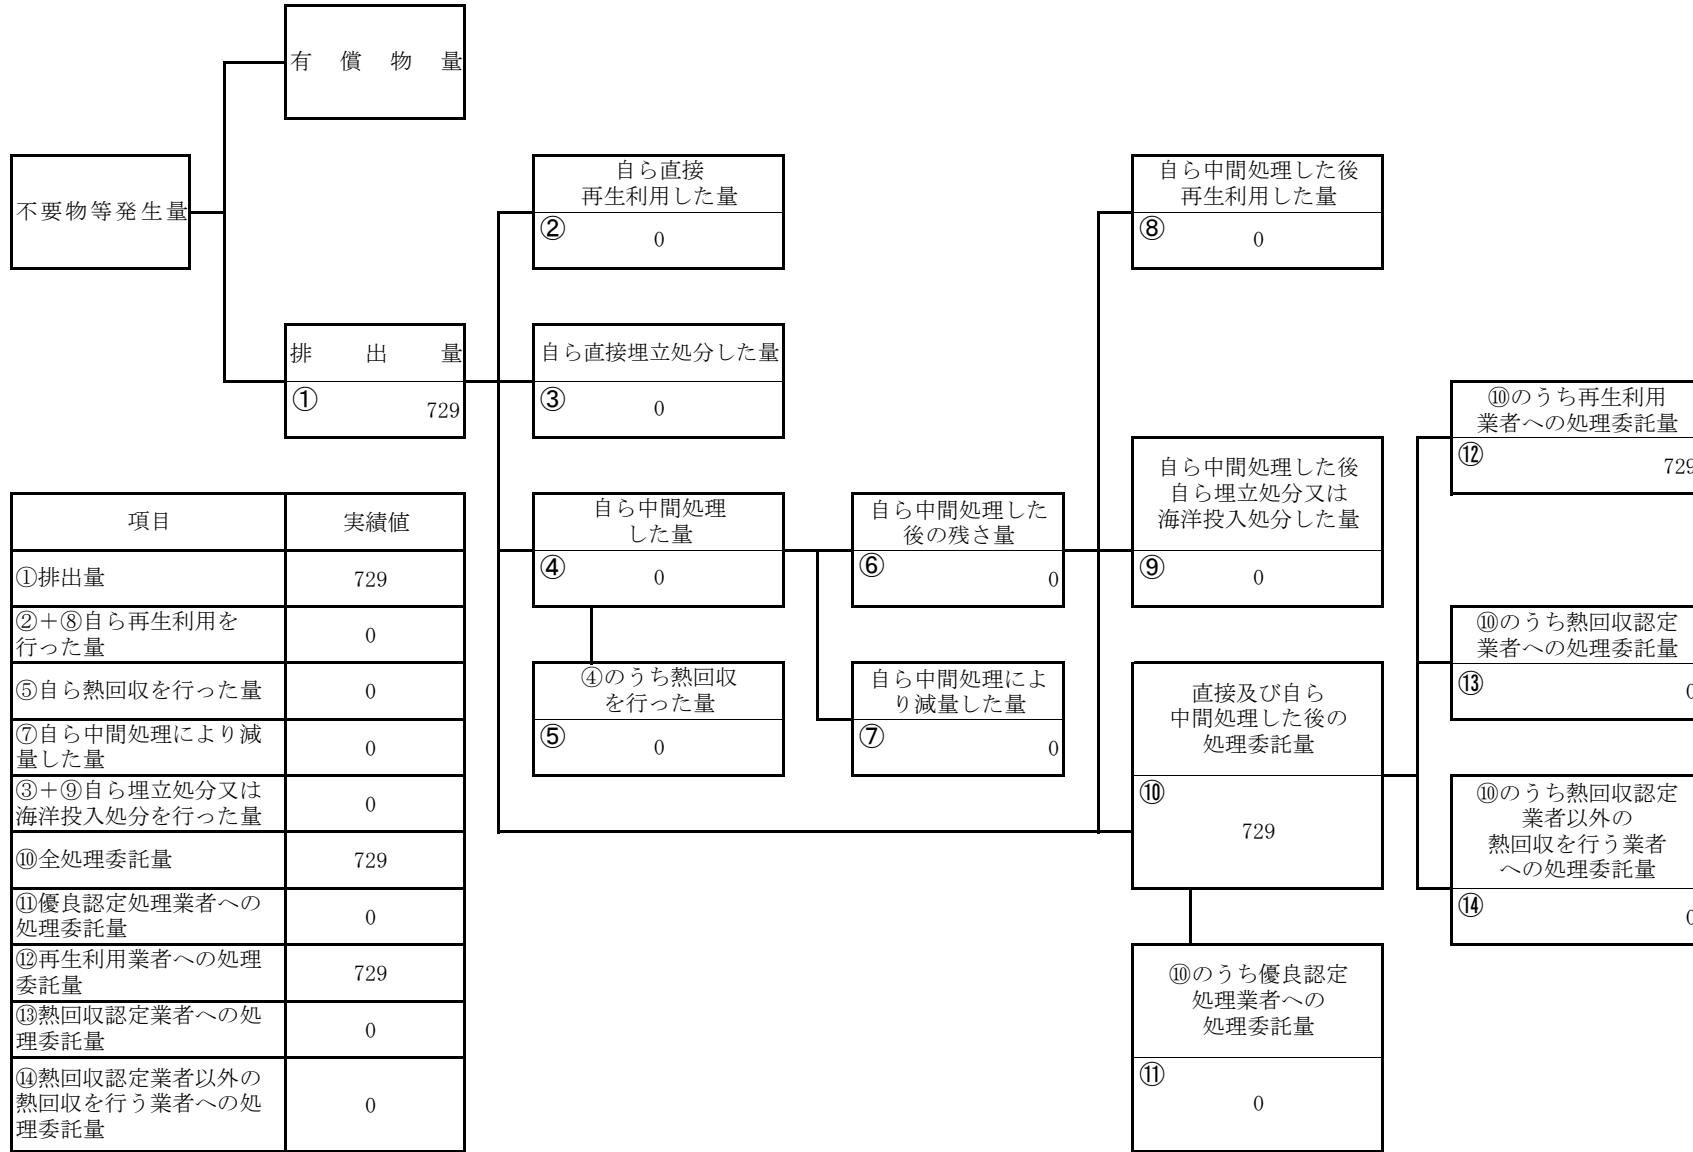 有償物量
不要物等発生量
排出量
①
729
自ら直接
再生利用した量
②
0
自ら直接埋立処分した量
③
0
自ら中間処理
した量
④
0
④のうち熱回収
を行った量
⑤
0
自ら中間処理した
後の残さ量
⑥
0
自ら中間処理によ
り減量した量
⑦
0
自ら中間処理した後
再生利用した量
⑧
0
自ら中間処理した後
自ら埋立処分又は
海洋投入処分した量
⑨
0
直接及び自ら
中間処理した後の
処理委託量
⑩
729
⑩のうち優良認定
処理業者への
処理委託量
⑪
0
⑩のうち再生利用
業者への処理委託量
⑫
729
⑩のうち熱回収認定
業者への処理委託量
⑬
0
⑩のうち熱回収認定
業者以外の
熱回収を行う業者
への処理委託量
⑭
0
項目 実績値
①排出量 729
②＋⑧自ら再生利用を
行った量 0
⑤自ら熱回収を行った量 0
⑦自ら中間処理により減
量した量 0
③＋⑨自ら埋立処分又は
海洋投入処分を行った量 0
⑩全処理委託量 729
⑪優良認定処理業者への
処理委託量 0
⑫再生利用業者への処理
委託量 729
⑬熱回収認定業者への処
理委託量 0
⑭熱回収認定業者以外の
熱回収を行う業者への処
理委託量 0